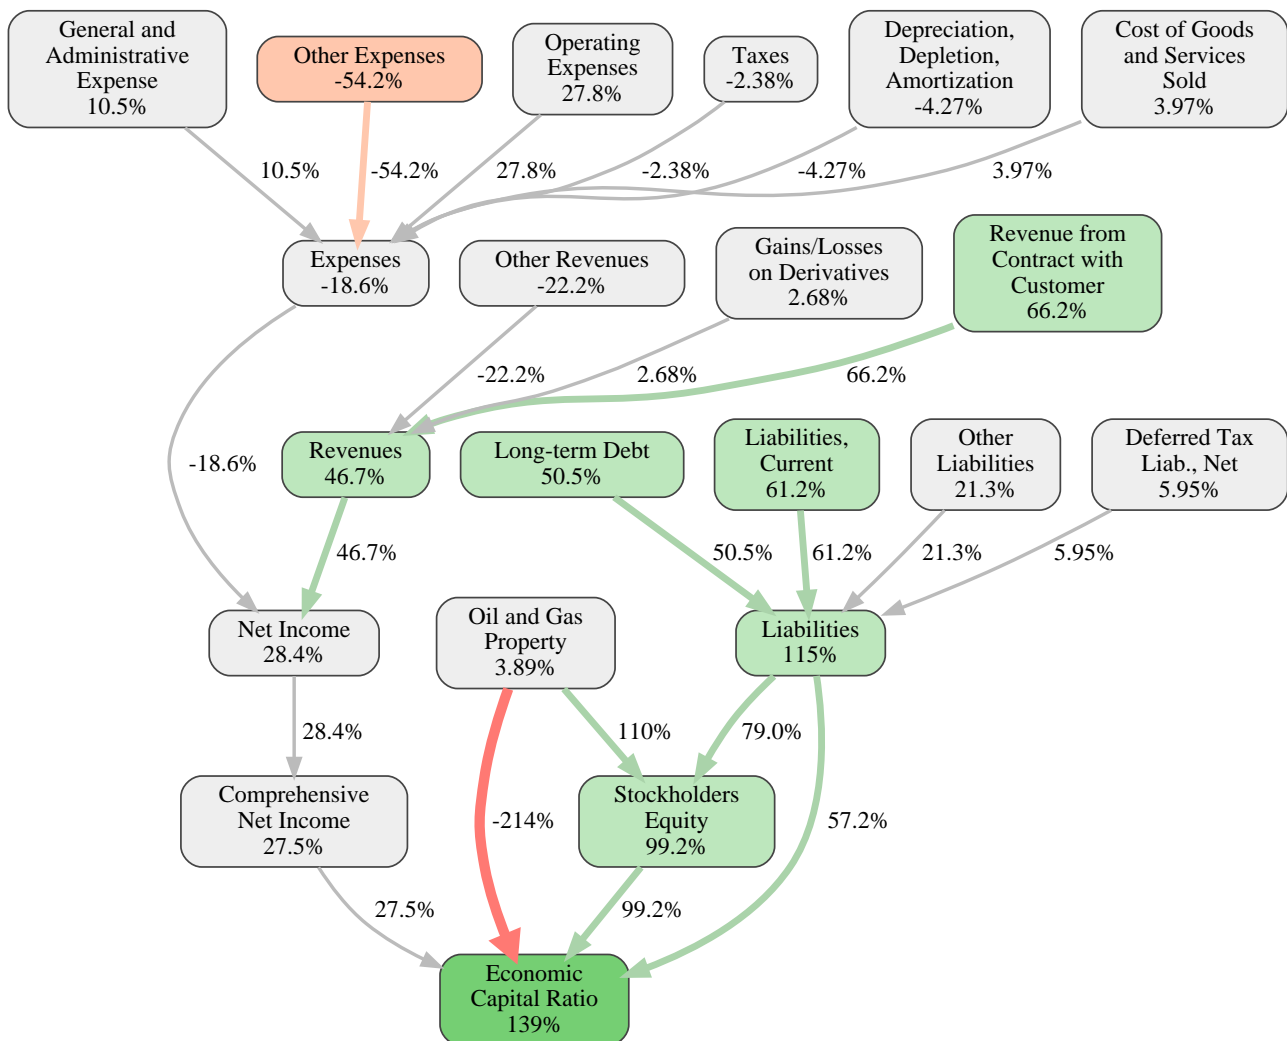 General and
Administrative
Expense
10.5%
Other Expenses
-54.2%
Operating
Expenses
27.8%
Taxes
-2.38%
Depreciation,
Depletion,
Amortization
-4.27%
Cost of Goods
and Services
Sold
3.97%
10.5%
-54.2%
27.8%
-2.38%
-4.27%
3.97%
Expenses
-18.6%
Other Revenues
-22.2%
Gains/Losses
on Derivatives
2.68%
Revenue from
Contract with
Customer
66.2%
-22.2%
2.68%
66.2%
-18.6%
Revenues
46.7%
Long-term Debt
50.5%
Liabilities,
Current
61.2%
Other
Liabilities
21.3%
Deferred Tax
Liab., Net
5.95%
46.7%
50.5%
61.2%
21.3%
5.95%
Net Income
28.4%
Oil and Gas
Property
3.89%
Liabilities
115%
28.4%
110%
79.0%
Comprehensive
Net Income
27.5%
-214%
Stockholders
Equity
99.2%
57.2%
27.5%
99.2%
Economic
Capital Ratio
139%